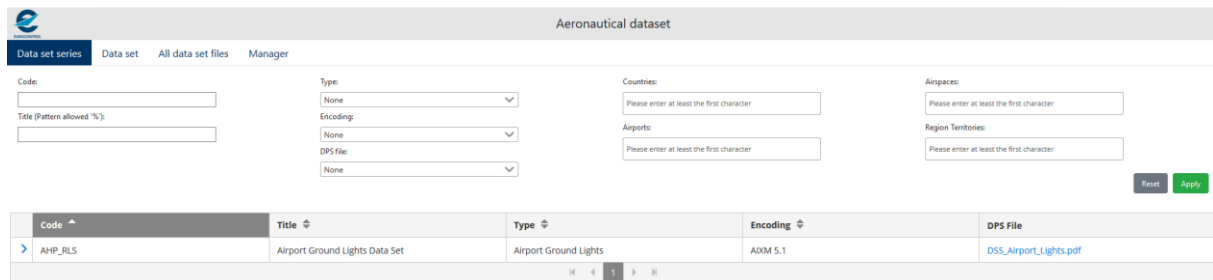 EUROCONTROL
Aeronautical dataset
Data set series Data set All data set files Manager
Code: Type: Countries: Airspaces:
None Please enter at least the first character Please enter at least the first character
Title (Pattern allowed '%'): Encoding: Airports: Region Territories:
None Please enter at least the first character Please enter at least the first character
DPS file:
None
Reset Apply
Code Title Type Encoding DPS File
AHP_RLS Airport Ground Lights Data Set Airport Ground Lights AIXM 5.1 DSS_Airport_Lights.pdf
1